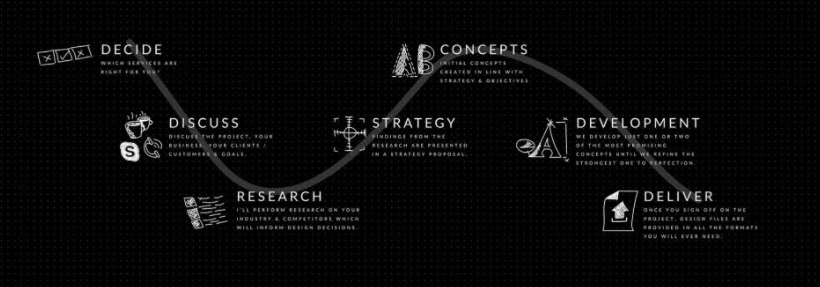 DECIDE
WHICH SERVICES ARE
RIGHT FOR YOU?
DISCUSS
DISCUSS THE PROJECT, YOUR
BUSINESS, YOUR CLIENTS /
CUSTOMERS & GOALS.
RESEARCH
I'LL PERFORM RESEARCH ON YOUR
INDUSTRY & COMPETITORS WHICH
WILL INFORM DESIGN DECISIONS.
STRATEGY
FINDINGS FROM THE
RESEARCH ARE PRESENTED
IN A STRATEGY PROPOSAL.
AB
CONCEPTS
INITIAL CONCEPTS
CREATED IN LINE WITH
STRATEGY & OBJECTIVES
A
DEVELOPMENT
WE DEVELOP JUST ONE OR TWO
OF THE MOST PROMISING
CONCEPTS UNTIL WE REFINE THE
STRONGEST ONE TO PERFECTION.
DELIVER
ONCE YOU SIGN OFF ON THE
PROJECT, DESIGN FILES ARE
PROVIDED IN ALL THE FORMATS
YOU WILL EVER NEED.